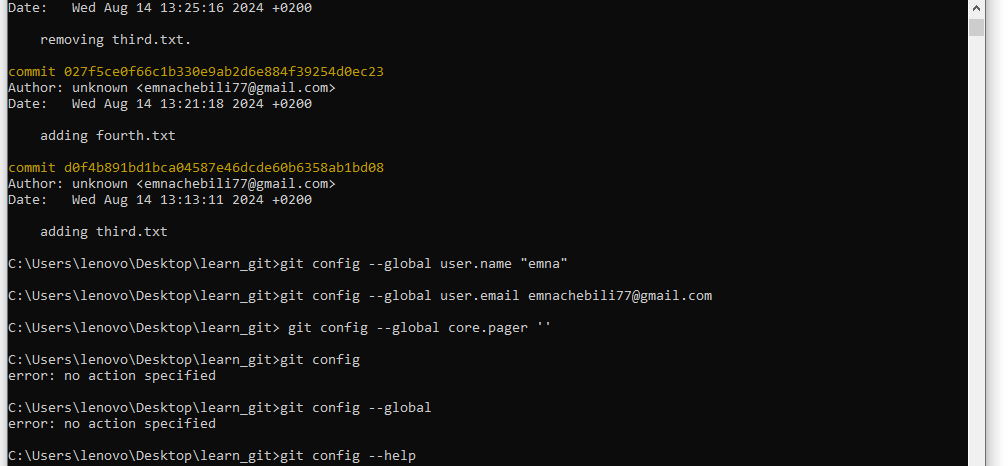 Date:   Wed Aug 14 13:25:16 2024 +0200
    removing third.txt.
commit 027f5ce0f66c1b330e9ab2d6e884f39254d0ec23
Author: unknown <emnachebili77@gmail.com>
Date:   Wed Aug 14 13:21:18 2024 +0200
    adding fourth.txt
commit d0f4b891bd1bca04587e46dcde60b6358ab1bd08
Author: unknown <emnachebili77@gmail.com>
Date:   Wed Aug 14 13:13:11 2024 +0200
    adding third.txt
C:\Users\lenovo\Desktop\learn_git>git config --global user.name "emna"
C:\Users\lenovo\Desktop\learn_git>git config --global user.email emnachebili77@gmail.com
C:\Users\lenovo\Desktop\learn_git> git config --global core.pager ''
C:\Users\lenovo\Desktop\learn_git>git config
error: no action specified
C:\Users\lenovo\Desktop\learn_git>git config --global
error: no action specified
C:\Users\lenovo\Desktop\learn_git>git config --help